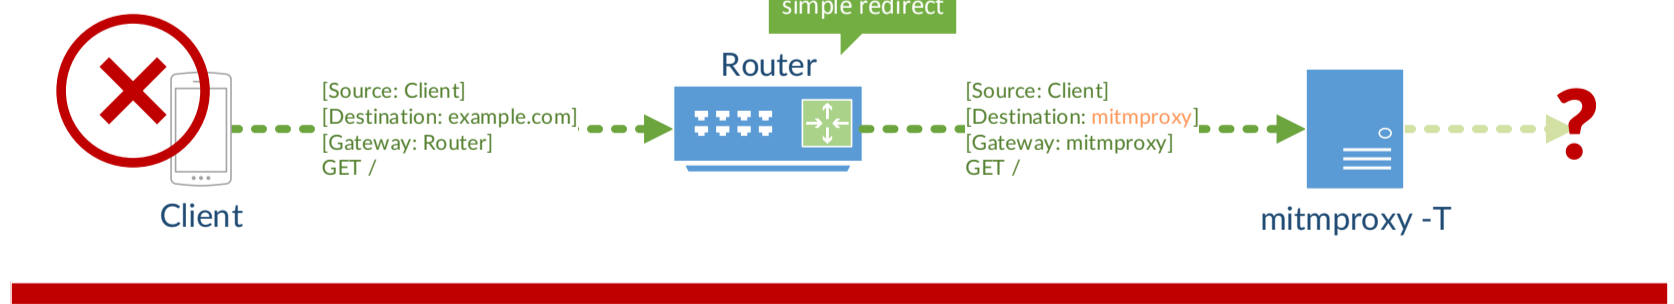 simple redirect
Router
[Source: Client]
[Destination: example.com]
[Gateway: Router]
GET /
[Source: Client]
[Destination: mitmproxy]
[Gateway: mitmproxy]
GET /
?
Client
mitmproxy -T